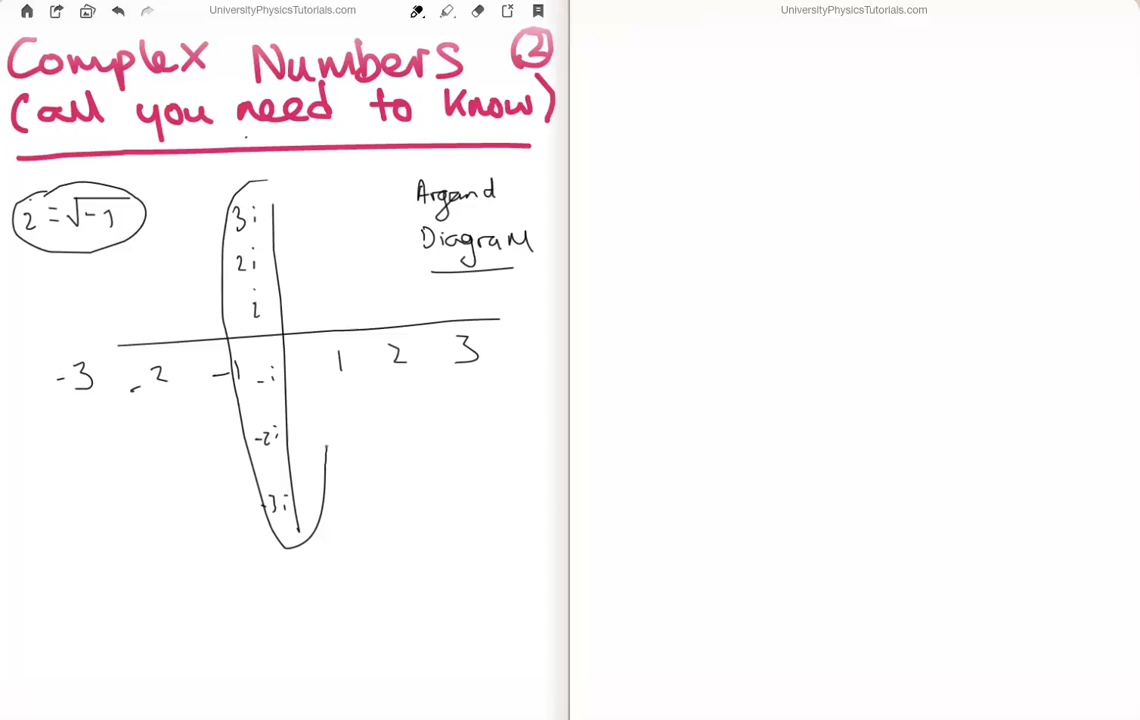 UniversityPhysicsTutorials.com
UniversityPhysicsTutorials.com
Complex Numbers 2
(all you need to know)
i = √-1
Argand
Diagram
3i
2i
i
-3 -2 -1 1 2 3
-i
-2i
-3i